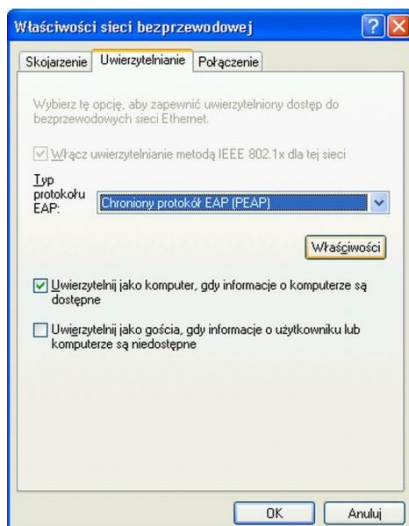 Właściwości sieci bezprzewodowej
Skojarzenie Uwierzytelnianie Połączenie
Wybierz tę opcję, aby zapewnić uwierzytelniony dostęp do
bezprzewodowych sieci Ethernet.
Włącz uwierzytelnianie metodą IEEE 802.1x dla tej sieci
Typ
protokołu
EAP:
Chroniony protokół EAP (PEAP)
Właściwości
Uwierzytelnij jako komputer, gdy informacje o komputerze są
dostępne
Uwierzytelnij jako gościa, gdy informacje o użytkowniku lub
komputerze są niedostępne
OK Anuluj